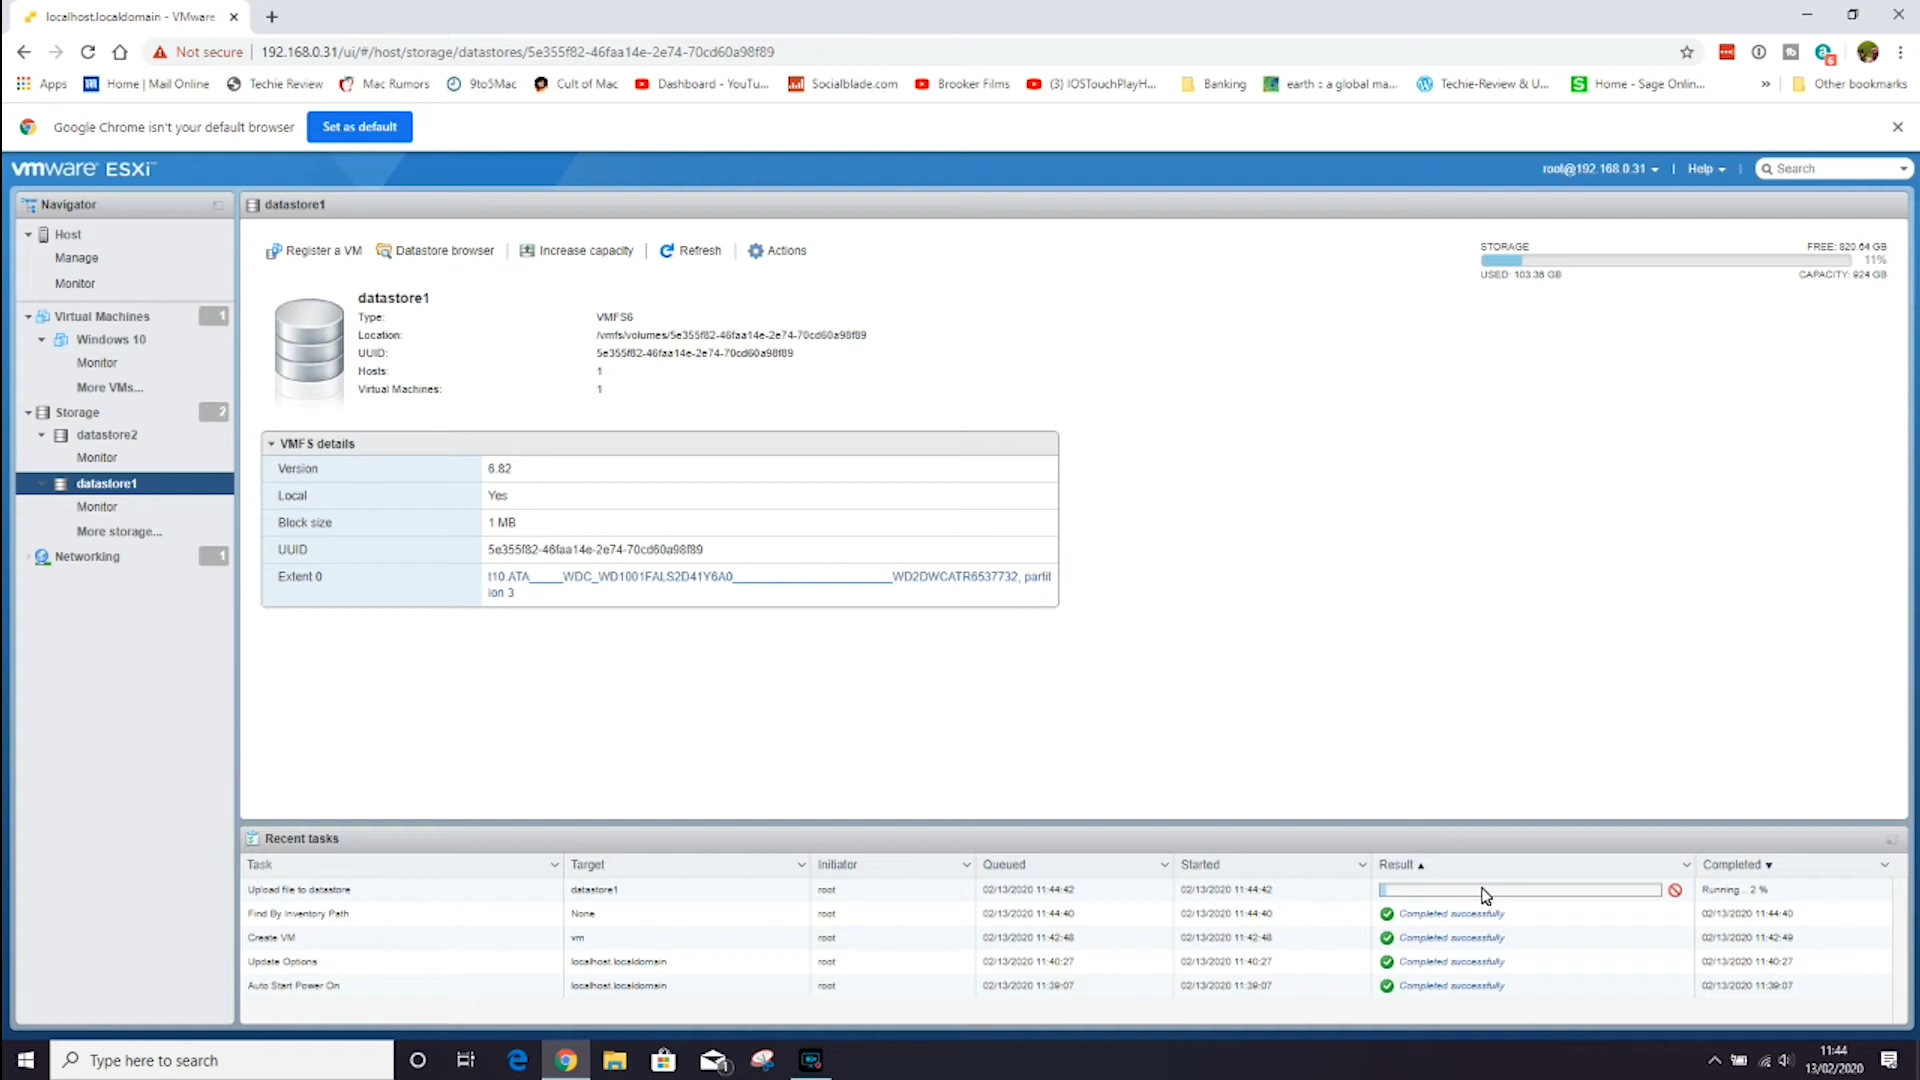 localhost.localdomain - VMware
Not secure 192.168.0.31/ui/#/host/storage/datastores/5e355f82-46faa14e-2e74-70cd60a98f89
Apps Home | Mail Online Techie Review Mac Rumors 9to5Mac Cult of Mac Dashboard - YouTu... Socialblade.com Brooker Films (3) IOSTouchPlayH... Banking earth :: a global ma... Techie-Review & U... Home - Sage Onlin... » Other bookmarks
Google Chrome isn't your default browser Set as default
vmware ESXi™ root@192.168.0.31 | Help | Search
Navigator
Host
Manage
Monitor
Virtual Machines 1
Windows 10
Monitor
More VMs...
Storage 2
datastore2
Monitor
datastore1
Monitor
More storage...
Networking 1
datastore1
Register a VM Datastore browser Increase capacity Refresh Actions
STORAGE FREE: 820.64 GB
11%
USED: 103.36 GB CAPACITY: 924 GB
datastore1
Type: VMFS6
Location: /vmfs/volumes/5e355f82-46faa14e-2e74-70cd60a98f89
UUID: 5e355f82-46faa14e-2e74-70cd60a98f89
Hosts: 1
Virtual Machines: 1
VMFS details
Version 6.82
Local Yes
Block size 1 MB
UUID 5e355f82-46faa14e-2e74-70cd60a98f89
Extent 0 t10.ATA_____WDC_WD1001FALS2D41Y6A0_______________________WD2DWCATR6537732, partit
ion 3
Recent tasks
Task Target Initiator Queued Started Result Completed
Upload file to datastore datastore1 root 02/13/2020 11:44:42 02/13/2020 11:44:42 Running... 2 %
Find By Inventory Path None root 02/13/2020 11:44:40 02/13/2020 11:44:40 Completed successfully 02/13/2020 11:44:40
Create VM vm root 02/13/2020 11:42:48 02/13/2020 11:42:48 Completed successfully 02/13/2020 11:42:49
Update Options localhost.localdomain root 02/13/2020 11:40:27 02/13/2020 11:40:27 Completed successfully 02/13/2020 11:40:27
Auto Start Power On localhost.localdomain root 02/13/2020 11:39:07 02/13/2020 11:39:07 Completed successfully 02/13/2020 11:39:07
Type here to search
11:44
13/02/2020